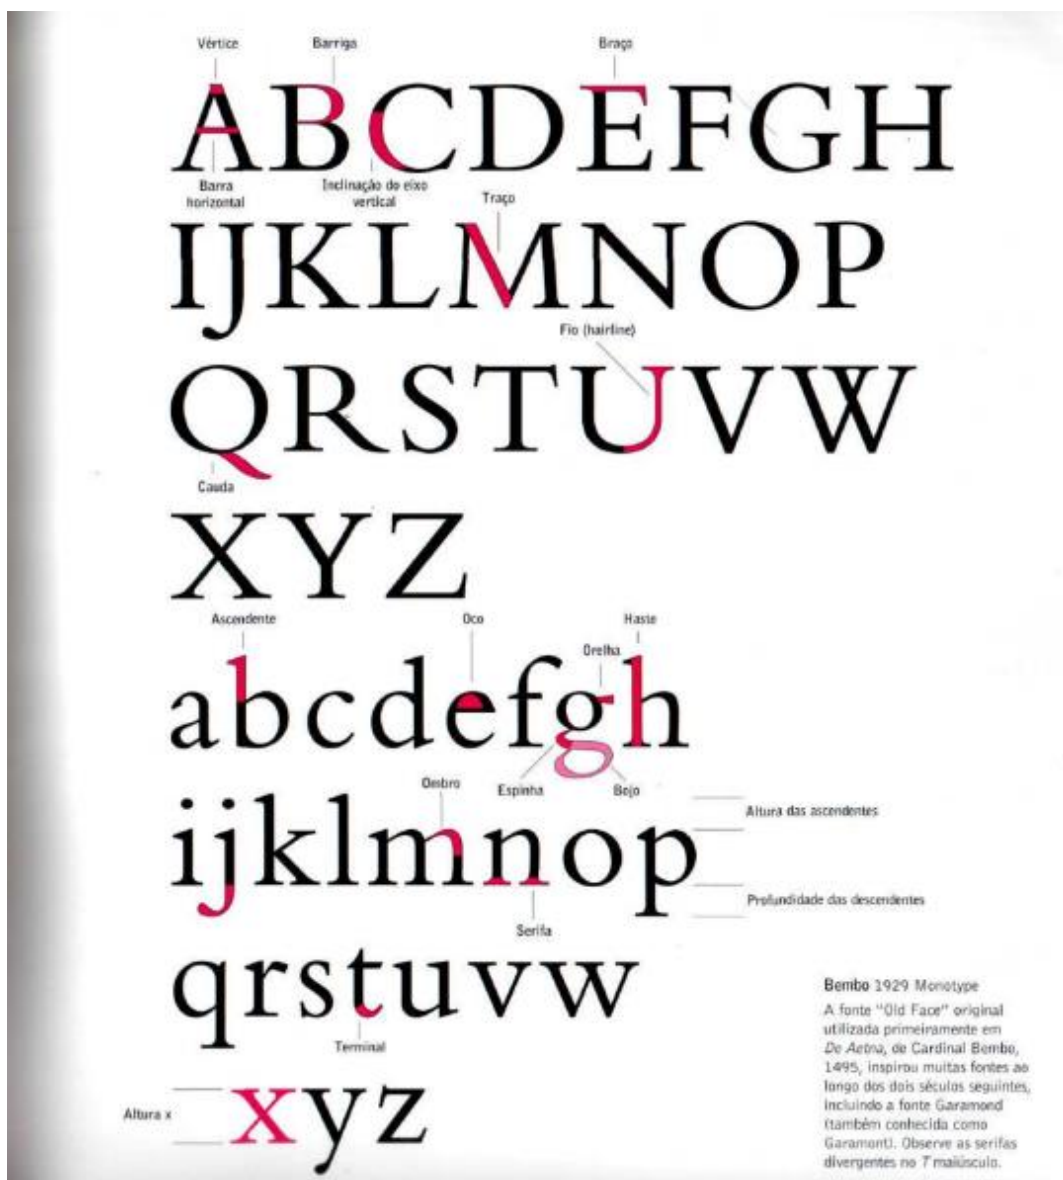 Vértice Barriga Braço
ABCDEFGH
Barra horizontal
Inclinação do eixo vertical
Traço
IJKLMNOP
Fio (hairline)
QRSTUVW
Cauda
XYZ
Ascendente Oco Haste
Orelha
abcdefgh
Espinha Bojo
Ombro
Altura das ascendentes
ijklmnop
Profundidade das descendentes
Serifa
qrstuvw
Terminal
Altura x
xyz
Bembo 1929 Monotype
A fonte "Old Face" original
utilizada primeiramente em
De Aetna, de Cardinal Bembo,
1495, inspirou muitas fontes ao
longo dos dois séculos seguintes,
incluindo a fonte Garamond
(também conhecida como
Garamont). Observe as serifas
divergentes no T maiúsculo.